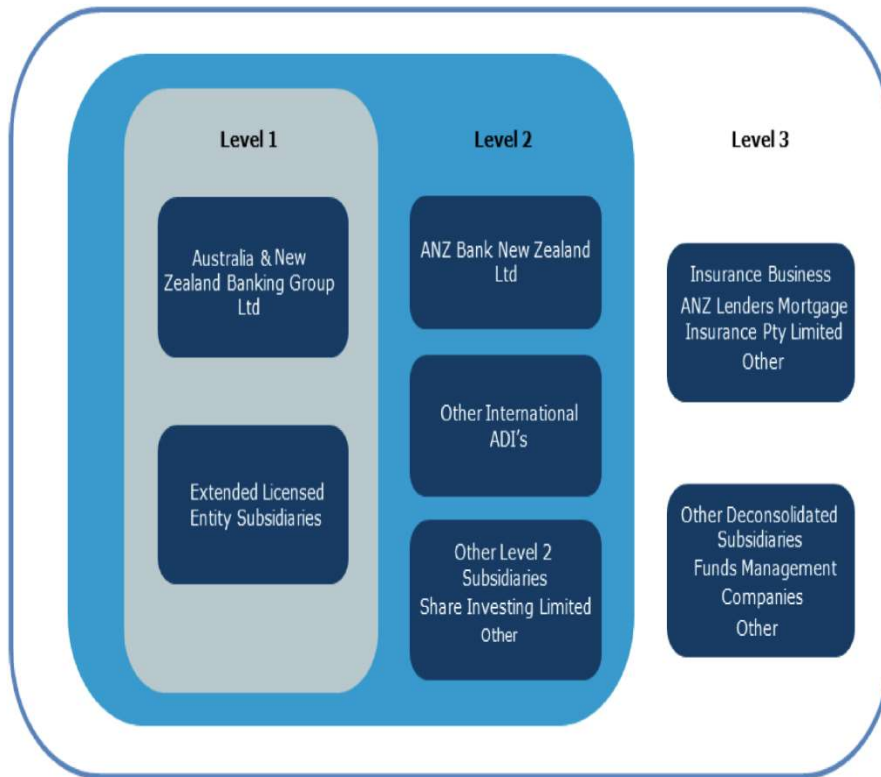 Level 1
Australia & New
Zealand Banking Group
Ltd
Extended Licensed
Entity Subsidiaries
Level 2
ANZ Bank New Zealand
Ltd
Other International
ADI's
Other Level 2
Subsidiaries
Share Investing Limited
Other
Level 3
Insurance Business
ANZ Lenders Mortgage
Insurance Pty Limited
Other
Other Deconsolidated
Subsidiaries
Funds Management
Companies
Other